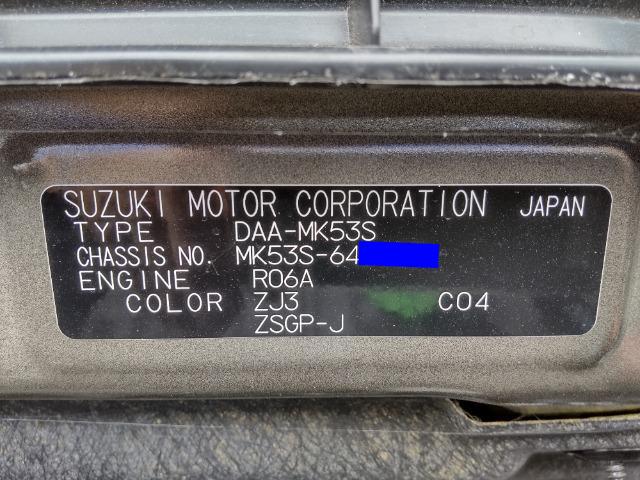 SUZUKI MOTOR CORPORATION JAPAN
TYPE DAA-MK53S
CHASSIS NO. MK53S-64
ENGINE R06A
COLOR ZJ3 C04
ZSGP-J